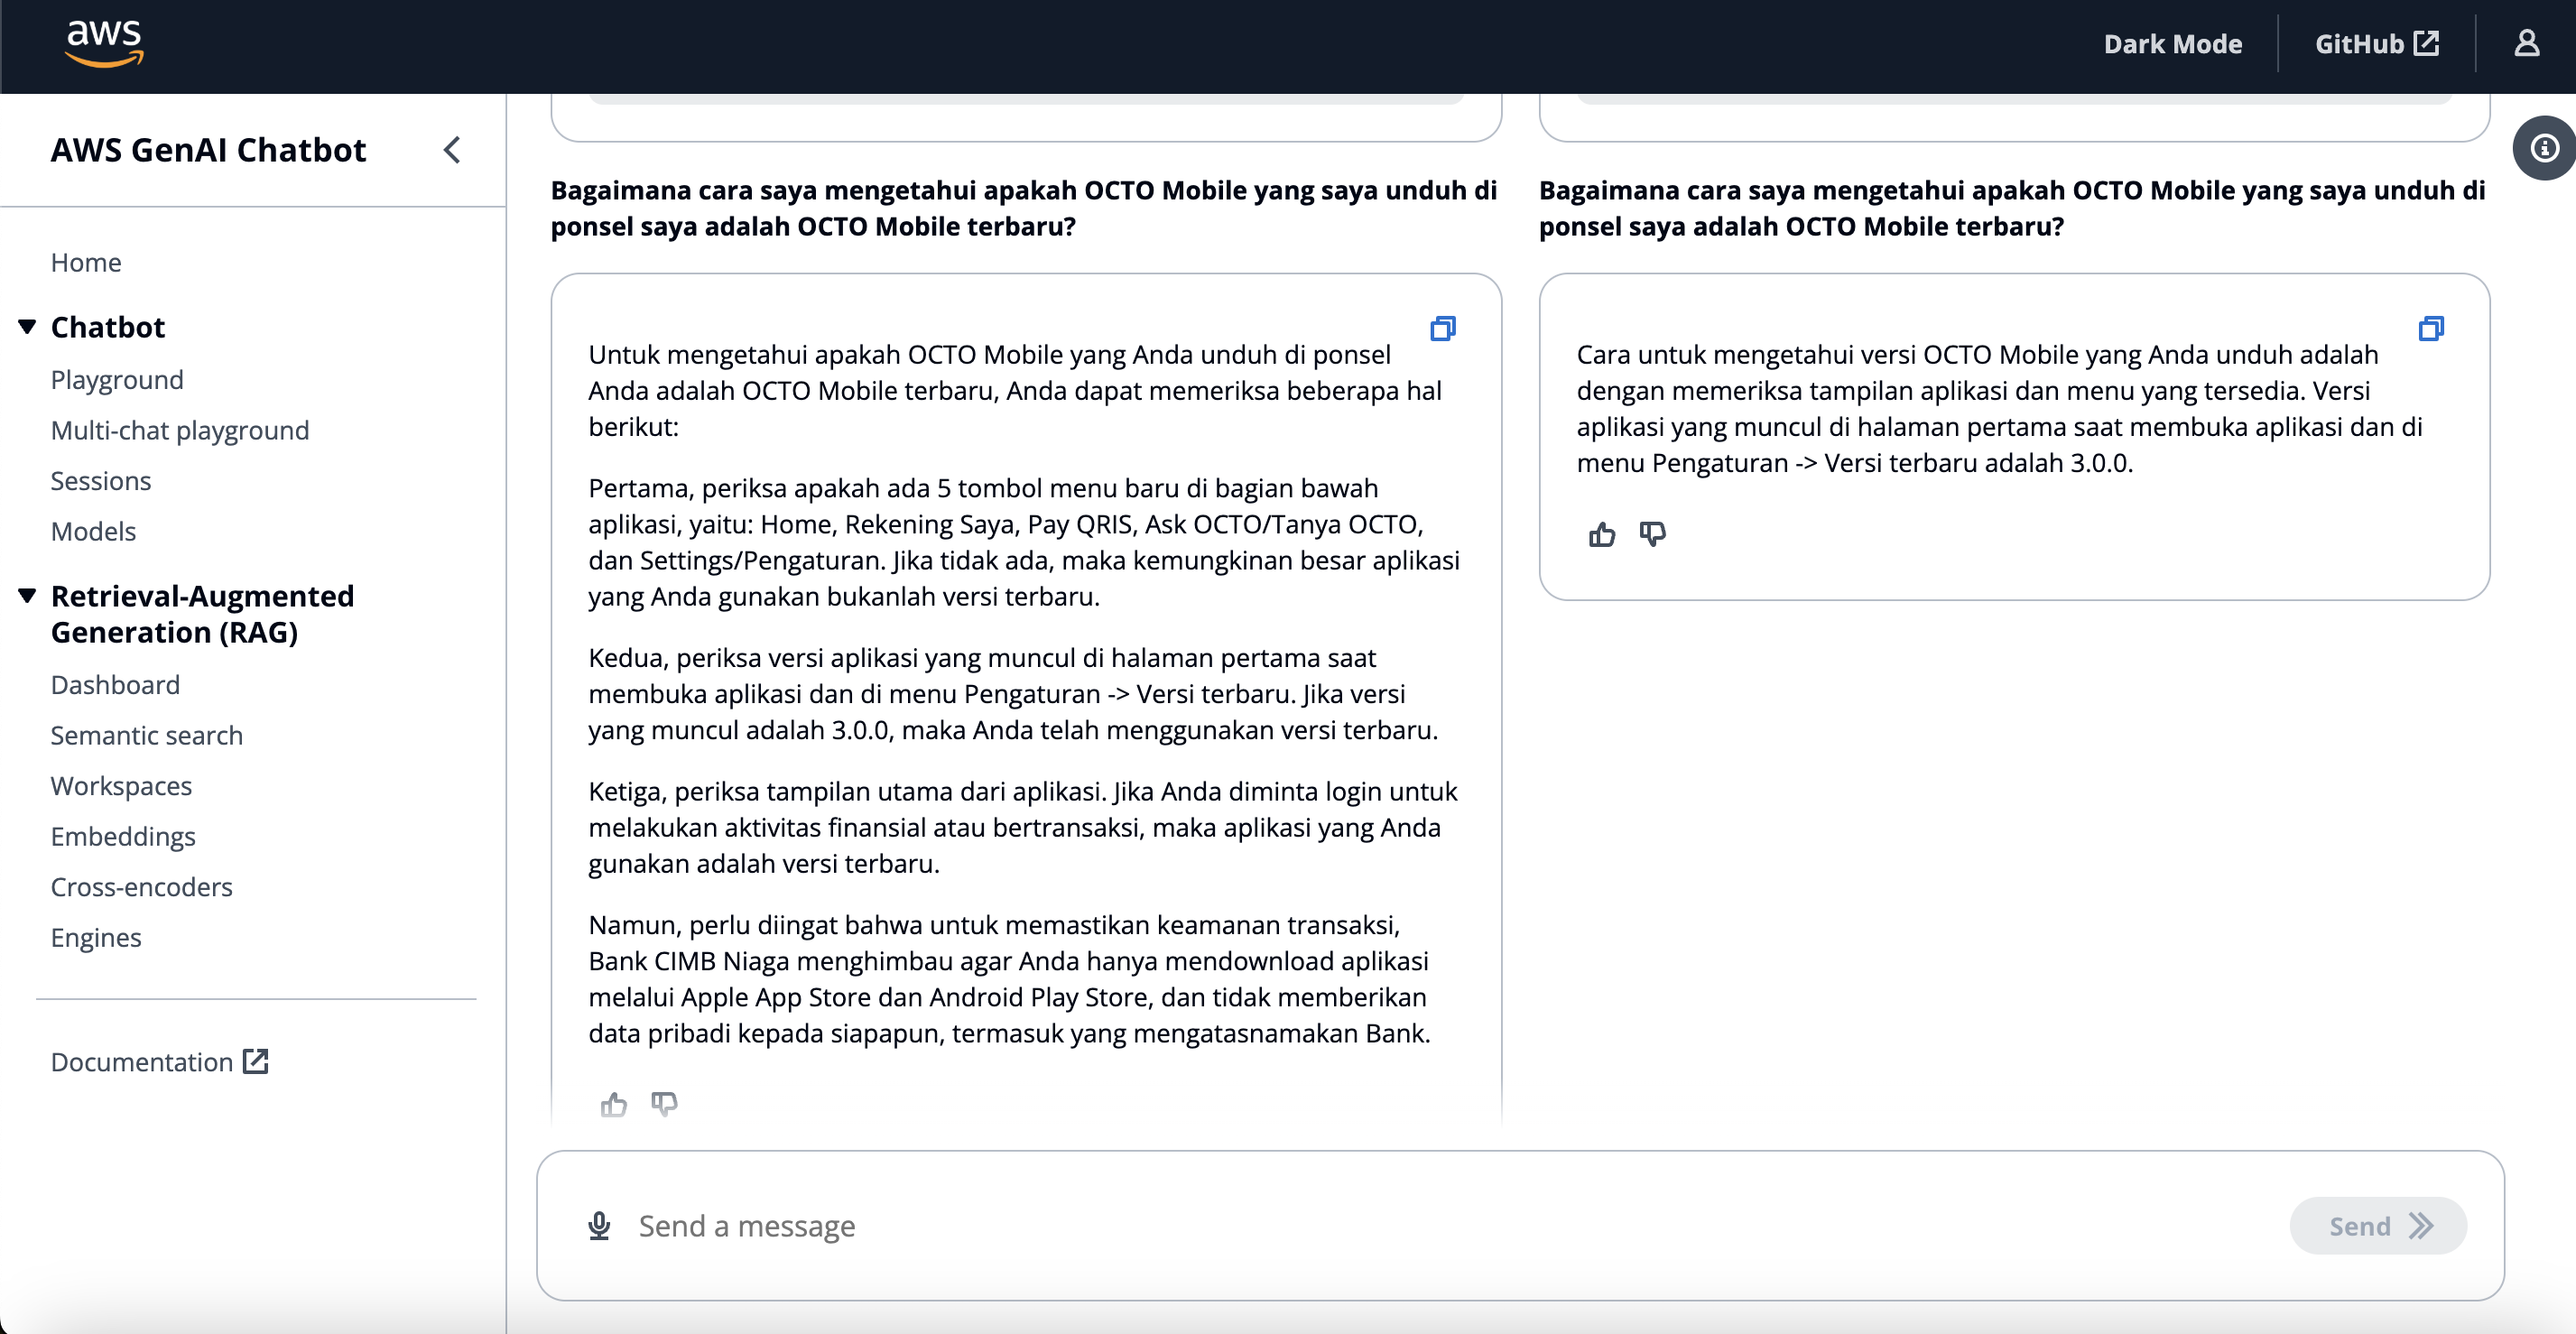 aws
Dark Mode
GitHub
AWS GenAI Chatbot
Home
Chatbot
Playground
Multi-chat playground
Sessions
Models
Retrieval-Augmented
Generation (RAG)
Dashboard
Semantic search
Workspaces
Embeddings
Cross-encoders
Engines
Documentation
Bagaimana cara saya mengetahui apakah OCTO Mobile yang saya unduh di
ponsel saya adalah OCTO Mobile terbaru?
Untuk mengetahui apakah OCTO Mobile yang Anda unduh di ponsel
Anda adalah OCTO Mobile terbaru, Anda dapat memeriksa beberapa hal
berikut:
Pertama, periksa apakah ada 5 tombol menu baru di bagian bawah
aplikasi, yaitu: Home, Rekening Saya, Pay QRIS, Ask OCTO/Tanya OCTO,
dan Settings/Pengaturan. Jika tidak ada, maka kemungkinan besar aplikasi
yang Anda gunakan bukanlah versi terbaru.
Kedua, periksa versi aplikasi yang muncul di halaman pertama saat
membuka aplikasi dan di menu Pengaturan -> Versi terbaru. Jika versi
yang muncul adalah 3.0.0, maka Anda telah menggunakan versi terbaru.
Ketiga, periksa tampilan utama dari aplikasi. Jika Anda diminta login untuk
melakukan aktivitas finansial atau bertransaksi, maka aplikasi yang Anda
gunakan adalah versi terbaru.
Namun, perlu diingat bahwa untuk memastikan keamanan transaksi,
Bank CIMB Niaga menghimbau agar Anda hanya mendownload aplikasi
melalui Apple App Store dan Android Play Store, dan tidak memberikan
data pribadi kepada siapapun, termasuk yang mengatasnamakan Bank.
Bagaimana cara saya mengetahui apakah OCTO Mobile yang saya unduh di
ponsel saya adalah OCTO Mobile terbaru?
Cara untuk mengetahui versi OCTO Mobile yang Anda unduh adalah
dengan memeriksa tampilan aplikasi dan menu yang tersedia. Versi
aplikasi yang muncul di halaman pertama saat membuka aplikasi dan di
menu Pengaturan -> Versi terbaru adalah 3.0.0.
Send a message
Send